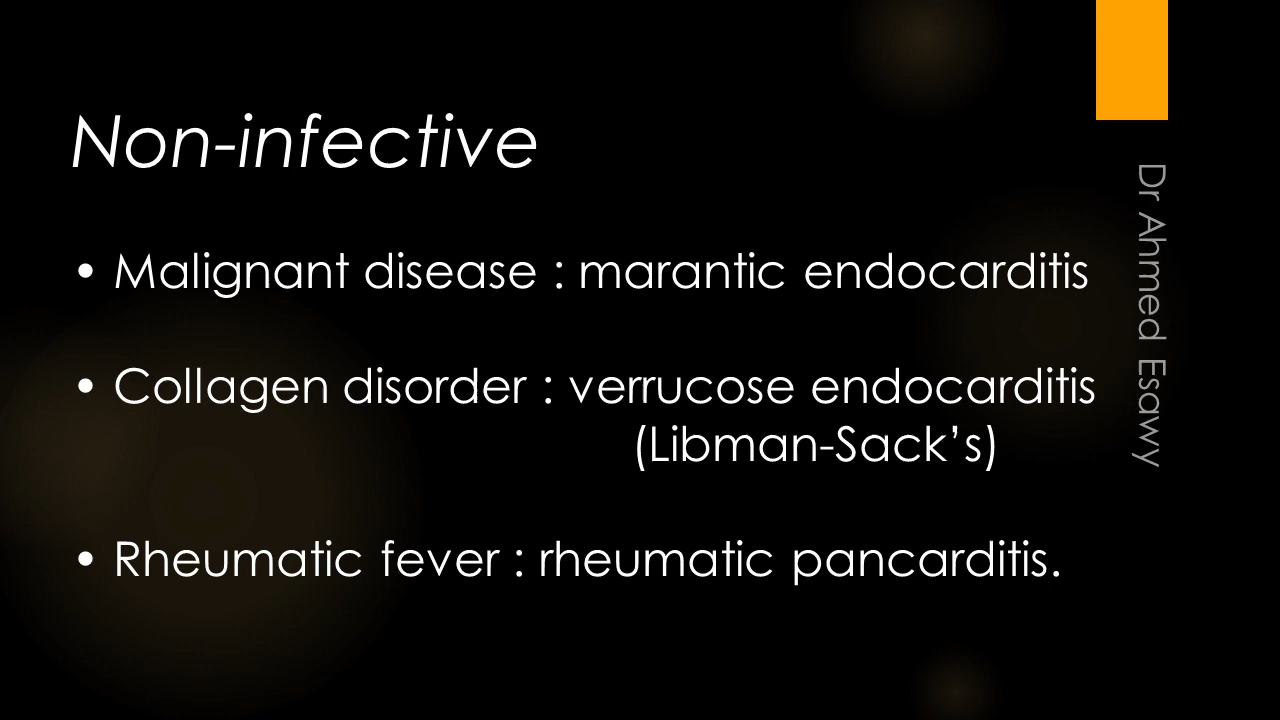 Non-infective
• Malignant disease : marantic endocarditis
• Collagen disorder : verrucose endocarditis
(Libman-Sack’s)
• Rheumatic fever : rheumatic pancarditis.
Dr Ahmed Esawy